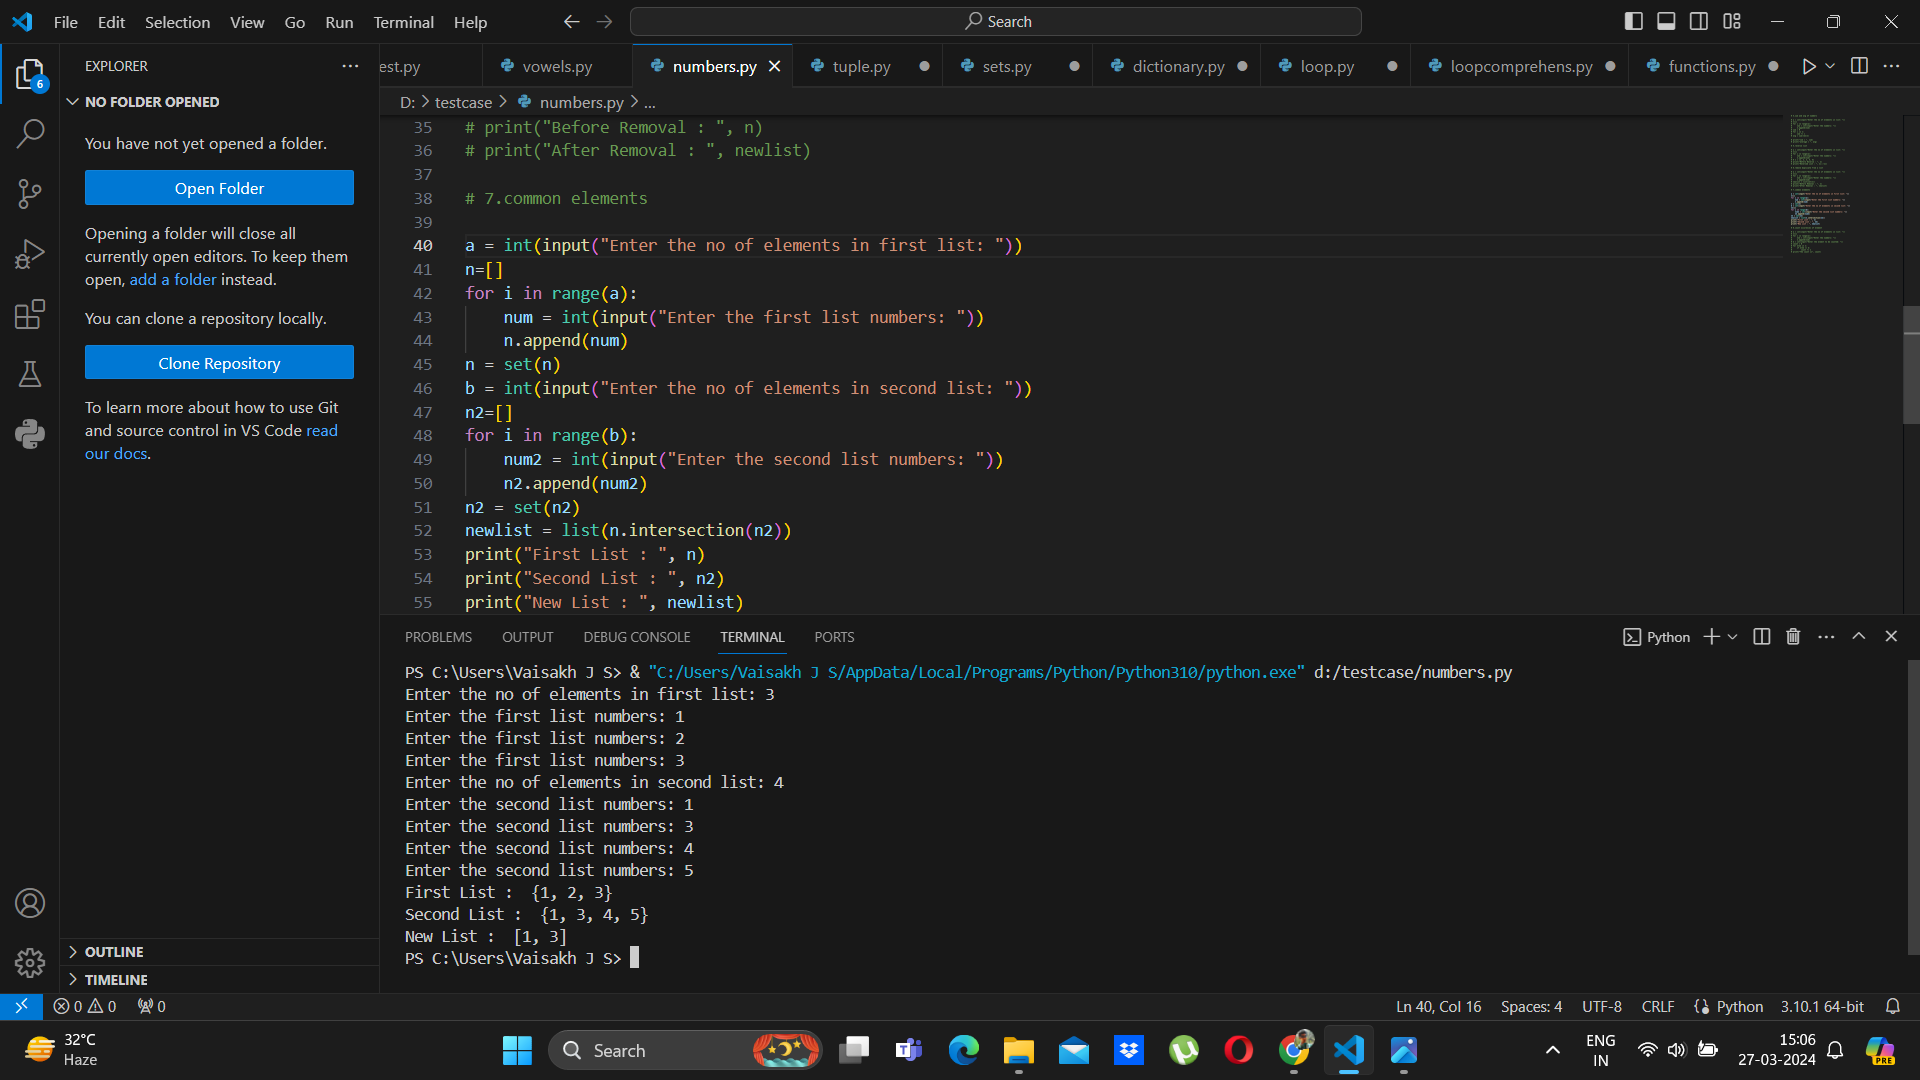 File Edit Selection View Go Run Terminal Help
Search
EXPLORER
est.py vowels.py numbers.py tuple.py sets.py dictionary.py loop.py loopcomprehens.py functions.py
NO FOLDER OPENED
D: > testcase > numbers.py > ...
You have not yet opened a folder.
Open Folder
Opening a folder will close all
currently open editors. To keep them
open, add a folder instead.
You can clone a repository locally.
Clone Repository
To learn more about how to use Git
and source control in VS Code read
our docs.
OUTLINE
TIMELINE
6
35 # print("Before Removal : ", n)
36 # print("After Removal : ", newlist)
37
38 # 7.common elements
39
40 a = int(input("Enter the no of elements in first list: "))
41 n=[]
42 for i in range(a):
43     num = int(input("Enter the first list numbers: "))
44     n.append(num)
45 n = set(n)
46 b = int(input("Enter the no of elements in second list: "))
47 n2=[]
48 for i in range(b):
49     num2 = int(input("Enter the second list numbers: "))
50     n2.append(num2)
51 n2 = set(n2)
52 newlist = list(n.intersection(n2))
53 print("First List : ", n)
54 print("Second List : ", n2)
55 print("New List : ", newlist)
PROBLEMS OUTPUT DEBUG CONSOLE TERMINAL PORTS
Python
PS C:\Users\Vaisakh J S> & "C:/Users/Vaisakh J S/AppData/Local/Programs/Python/Python310/python.exe" d:/testcase/numbers.py
Enter the no of elements in first list: 3
Enter the first list numbers: 1
Enter the first list numbers: 2
Enter the first list numbers: 3
Enter the no of elements in second list: 4
Enter the second list numbers: 1
Enter the second list numbers: 3
Enter the second list numbers: 4
Enter the second list numbers: 5
First List :  {1, 2, 3}
Second List :  {1, 3, 4, 5}
New List :  [1, 3]
PS C:\Users\Vaisakh J S>
0 0 0
Ln 40, Col 16 Spaces: 4 UTF-8 CRLF Python 3.10.1 64-bit
32°C
Haze
Search
ENG
IN
15:06
27-03-2024
PRE